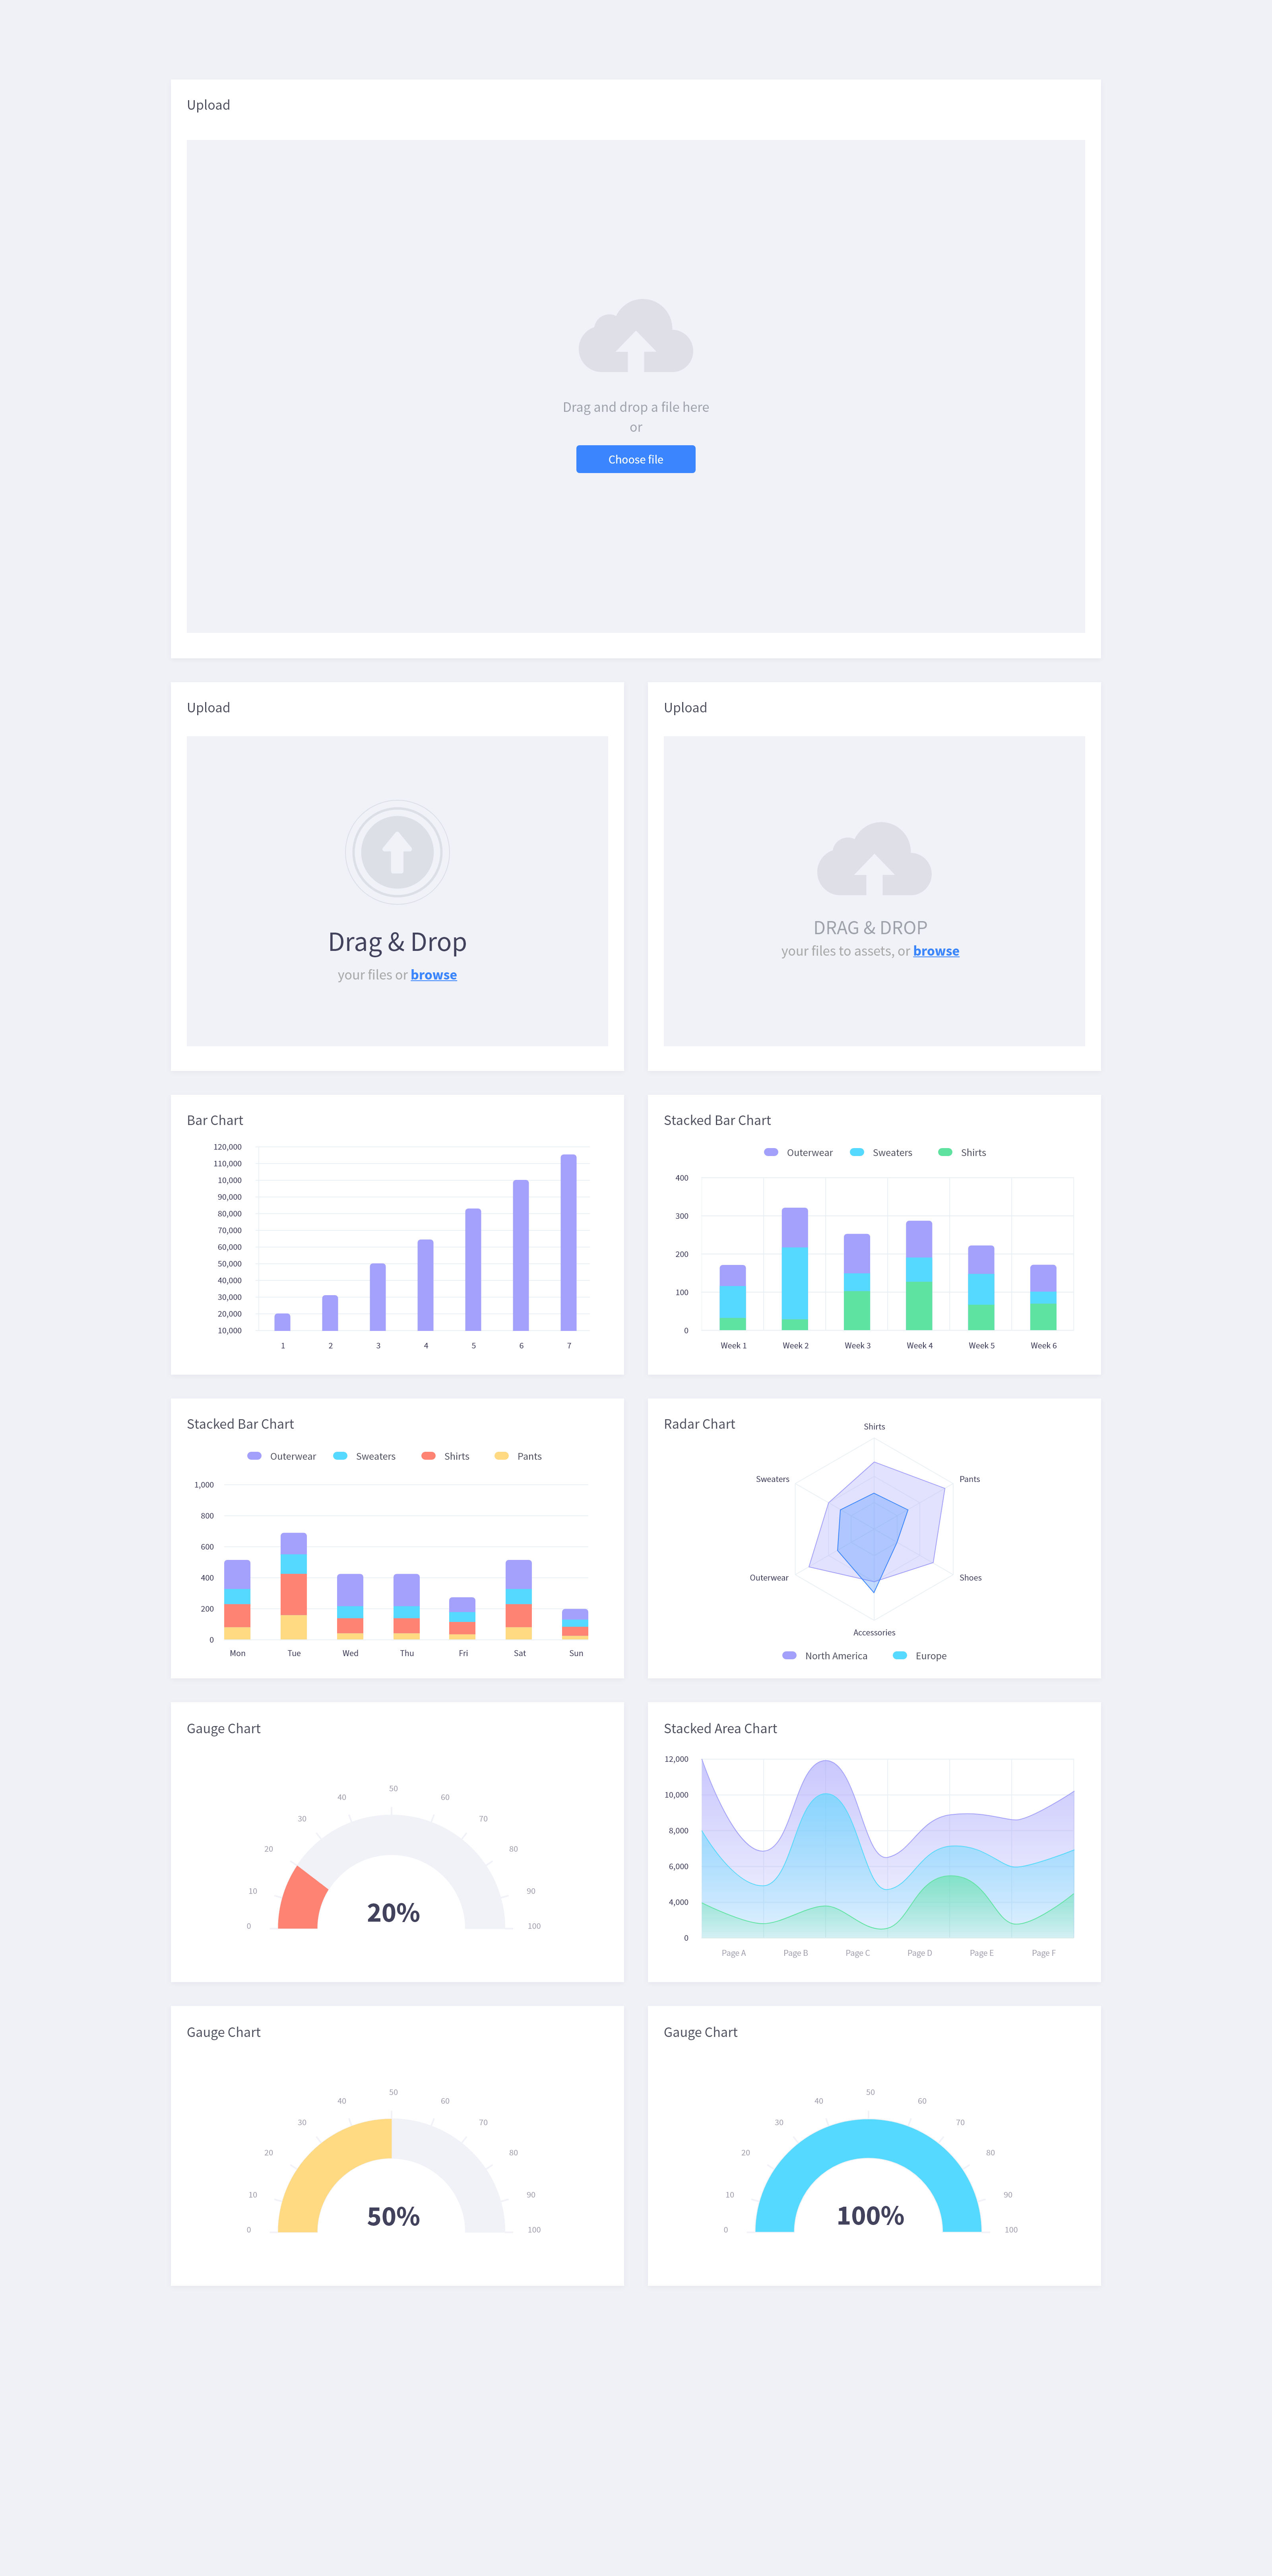 Upload
Drag and drop a file here
or
Choose file
Upload
Drag & Drop
your files or browse
Upload
DRAG & DROP
your files to assets, or browse
Bar Chart
120,000
110,000
10,000
90,000
80,000
70,000
60,000
50,000
40,000
30,000
20,000
10,000
1 2 3 4 5 6 7
Stacked Bar Chart
Outerwear Sweaters Shirts
400
300
200
100
0
Week 1 Week 2 Week 3 Week 4 Week 5 Week 6
Stacked Bar Chart
Outerwear Sweaters Shirts Pants
1,000
800
600
400
200
0
Mon Tue Wed Thu Fri Sat Sun
Radar Chart
Shirts
Sweaters Pants
Outerwear Shoes
Accessories
North America Europe
Gauge Chart
50
40 60
30 70
20 80
10 90
0 100
20%
Stacked Area Chart
12,000
10,000
8,000
6,000
4,000
0
Page A Page B Page C Page D Page E Page F
Gauge Chart
50
40 60
30 70
20 80
10 90
0 100
50%
Gauge Chart
50
40 60
30 70
20 80
10 90
0 100
100%